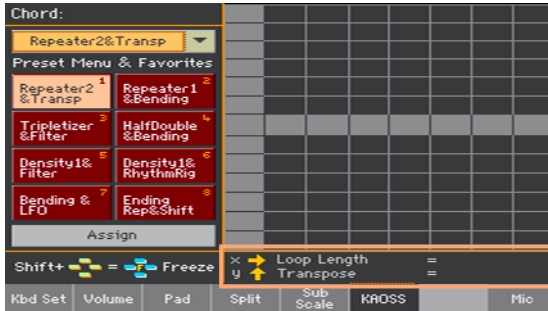 Chord:
Repeater2&Transp
Preset Menu & Favorites
Repeater2 1
&Transp
Repeater1 2
&Bending
Tripletizer 3
&Filter
HalfDouble 4
&Bending
Density1& 5
Filter
Density1& 6
RhythmRig
Bending & 7
LFO
Ending 8
Rep&Shift
Assign
Shift+ = F Freeze
x Loop Length =
y Transpose =
Kbd Set Volume Pad Split Sub Scale KAOSS Mic